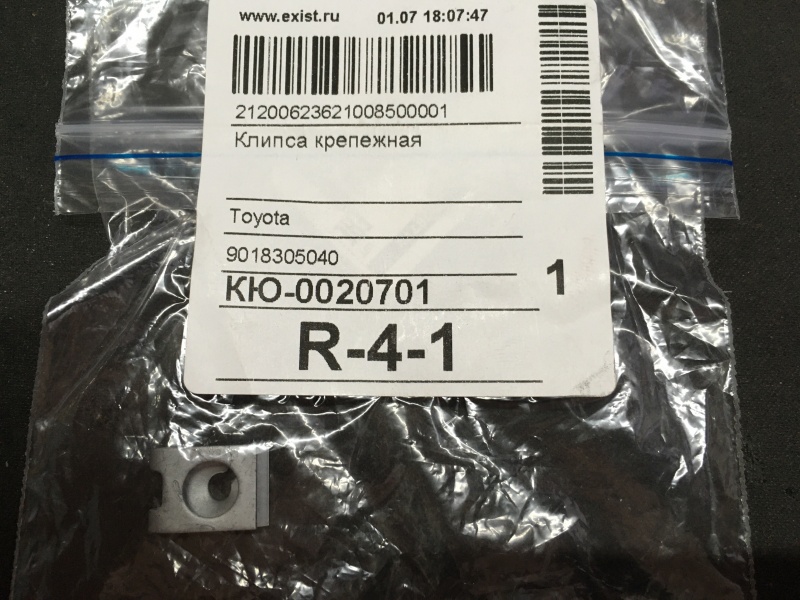 www.exist.ru 01.07 18:07:47
21200623621008500001
Клипса крепежная
Toyota
9018305040
КЮ-0020701
1
R-4-1